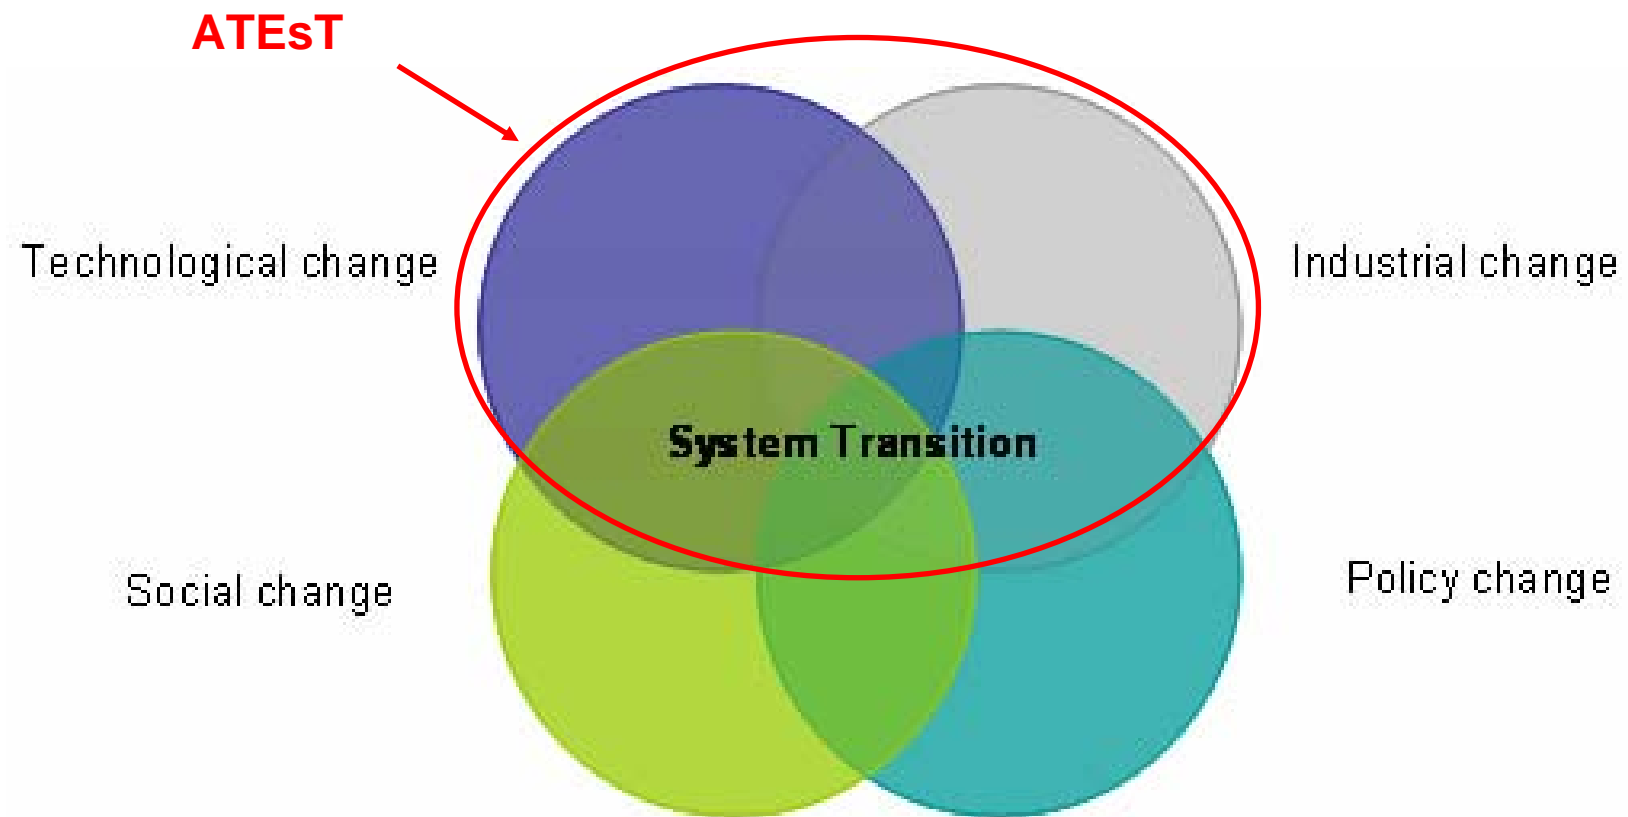 ATEsT
Technological change
Industrial change
System Transition
Social change
Policy change